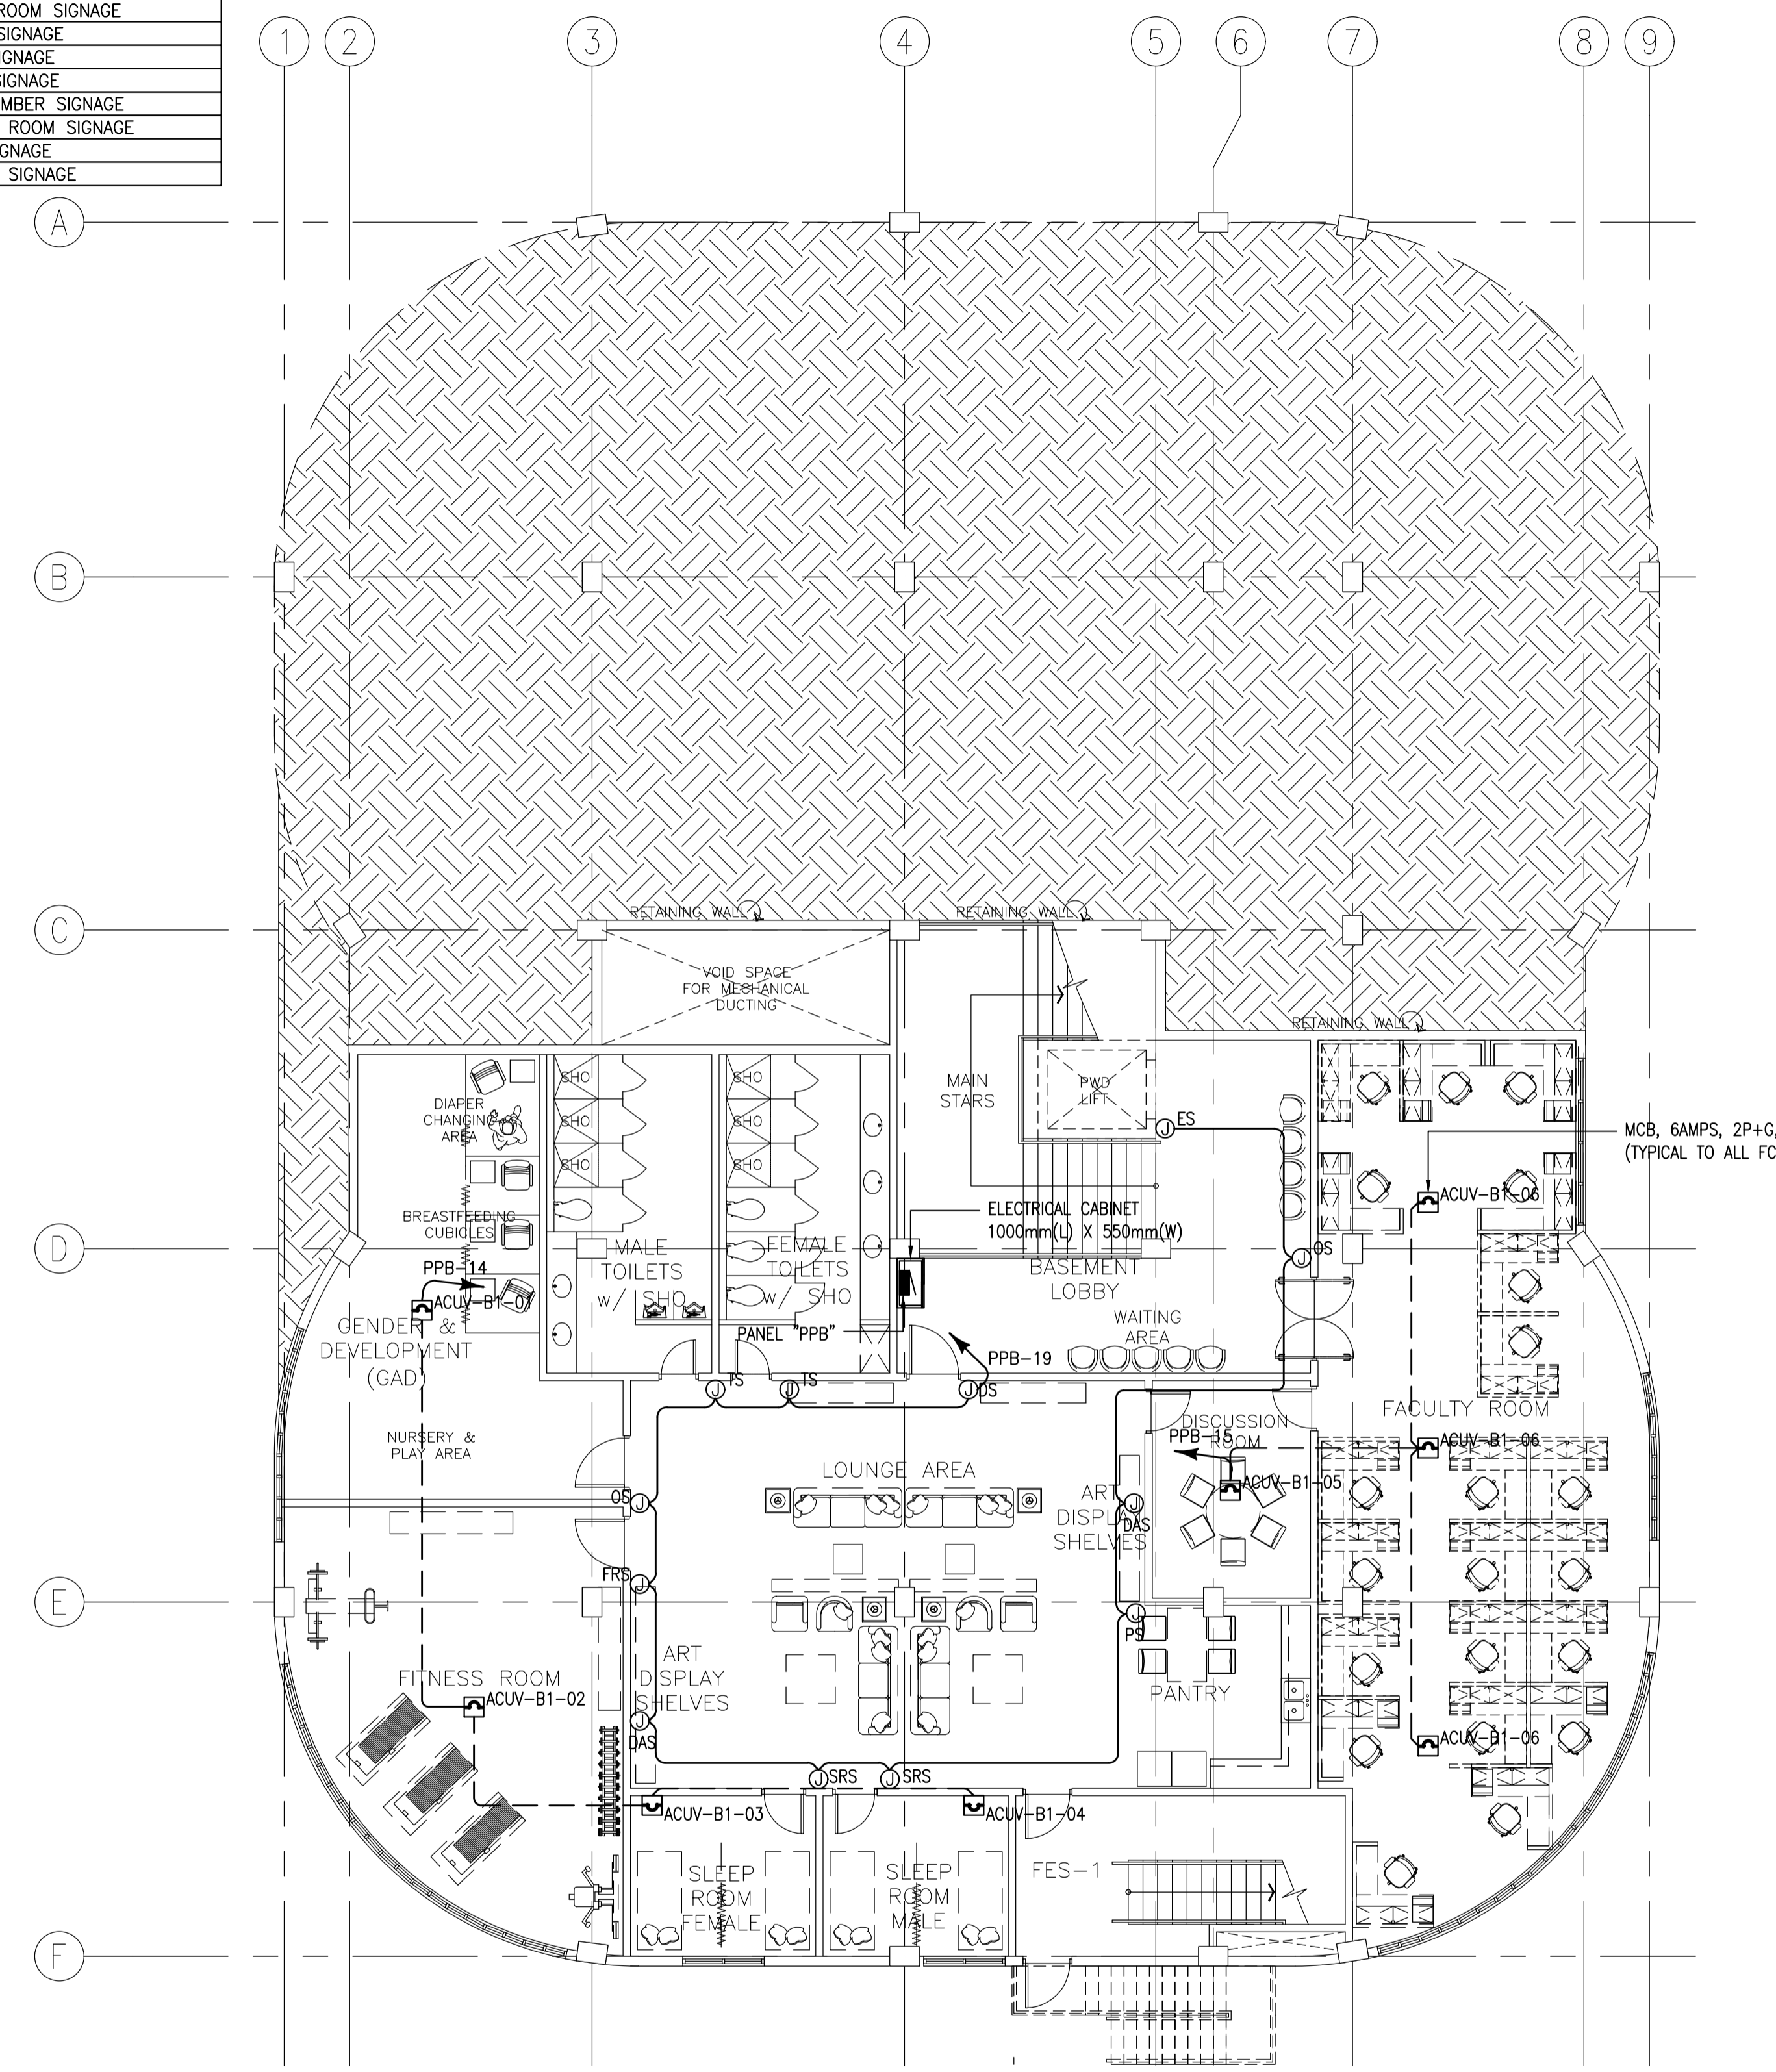 ROOM SIGNAGE
SIGNAGE
SIGNAGE
MBER SIGNAGE
ROOM SIGNAGE
SIGNAGE
1
2
3
4
5
6
7
8
9
A
B
C
D
E
F
RETAINING WALL
RETAINING WALL
VOID SPACE
FOR MECHANICAL
DUCTING
RETAINING WALL
SHO
SHO
SHO
SHO
SHO
SHO
DIAPER
CHANGING
AREA
MAIN
STARS
PWD
LIFT
ES
MCB, 6AMPS, 2P+G,
(TYPICAL TO ALL FC
BREASTFEEDING
CUBICLES
ELECTRICAL CABINET
1000mm(L) X 550mm(W)
ACUV-B1-06
MALE
TOILETS
w/ SHO
FEMALE
TOILETS
w/ SHO
BASEMENT
LOBBY
OS
PPB-14
ACUV-B1-01
GENDER &
DEVELOPMENT
(GAD)
PANEL "PPB"
WAITING
AREA
PPB-19
TS
TS
DS
NURSERY &
PLAY AREA
DISCUSSION
ROOM
PPB-15
FACULTY ROOM
ACUV-B1-06
LOUNGE AREA
ACUV-B1-05
OS
ART
DISPLAY
SHELVES
DAS
FRS
PS
ART
DISPLAY
SHELVES
FITNESS ROOM
ACUV-B1-02
PANTRY
DAS
ACUV-B1-06
SRS
SRS
ACUV-B1-03
ACUV-B1-04
SLEEP
ROOM
FEMALE
SLEEP
ROOM
MALE
FES-1